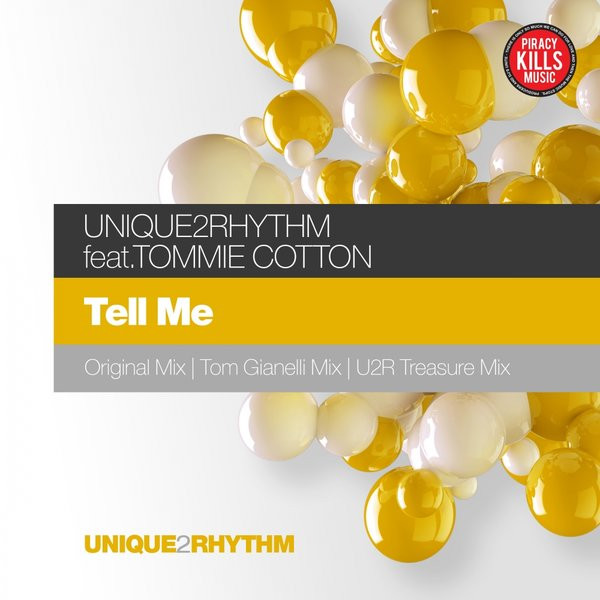 PIRACY
KILLS
MUSIC
UNIQUE2RHYTHM
feat.TOMMIE COTTON
Tell Me
Original Mix | Tom Gianelli Mix | U2R Treasure Mix
UNIQUE2RHYTHM